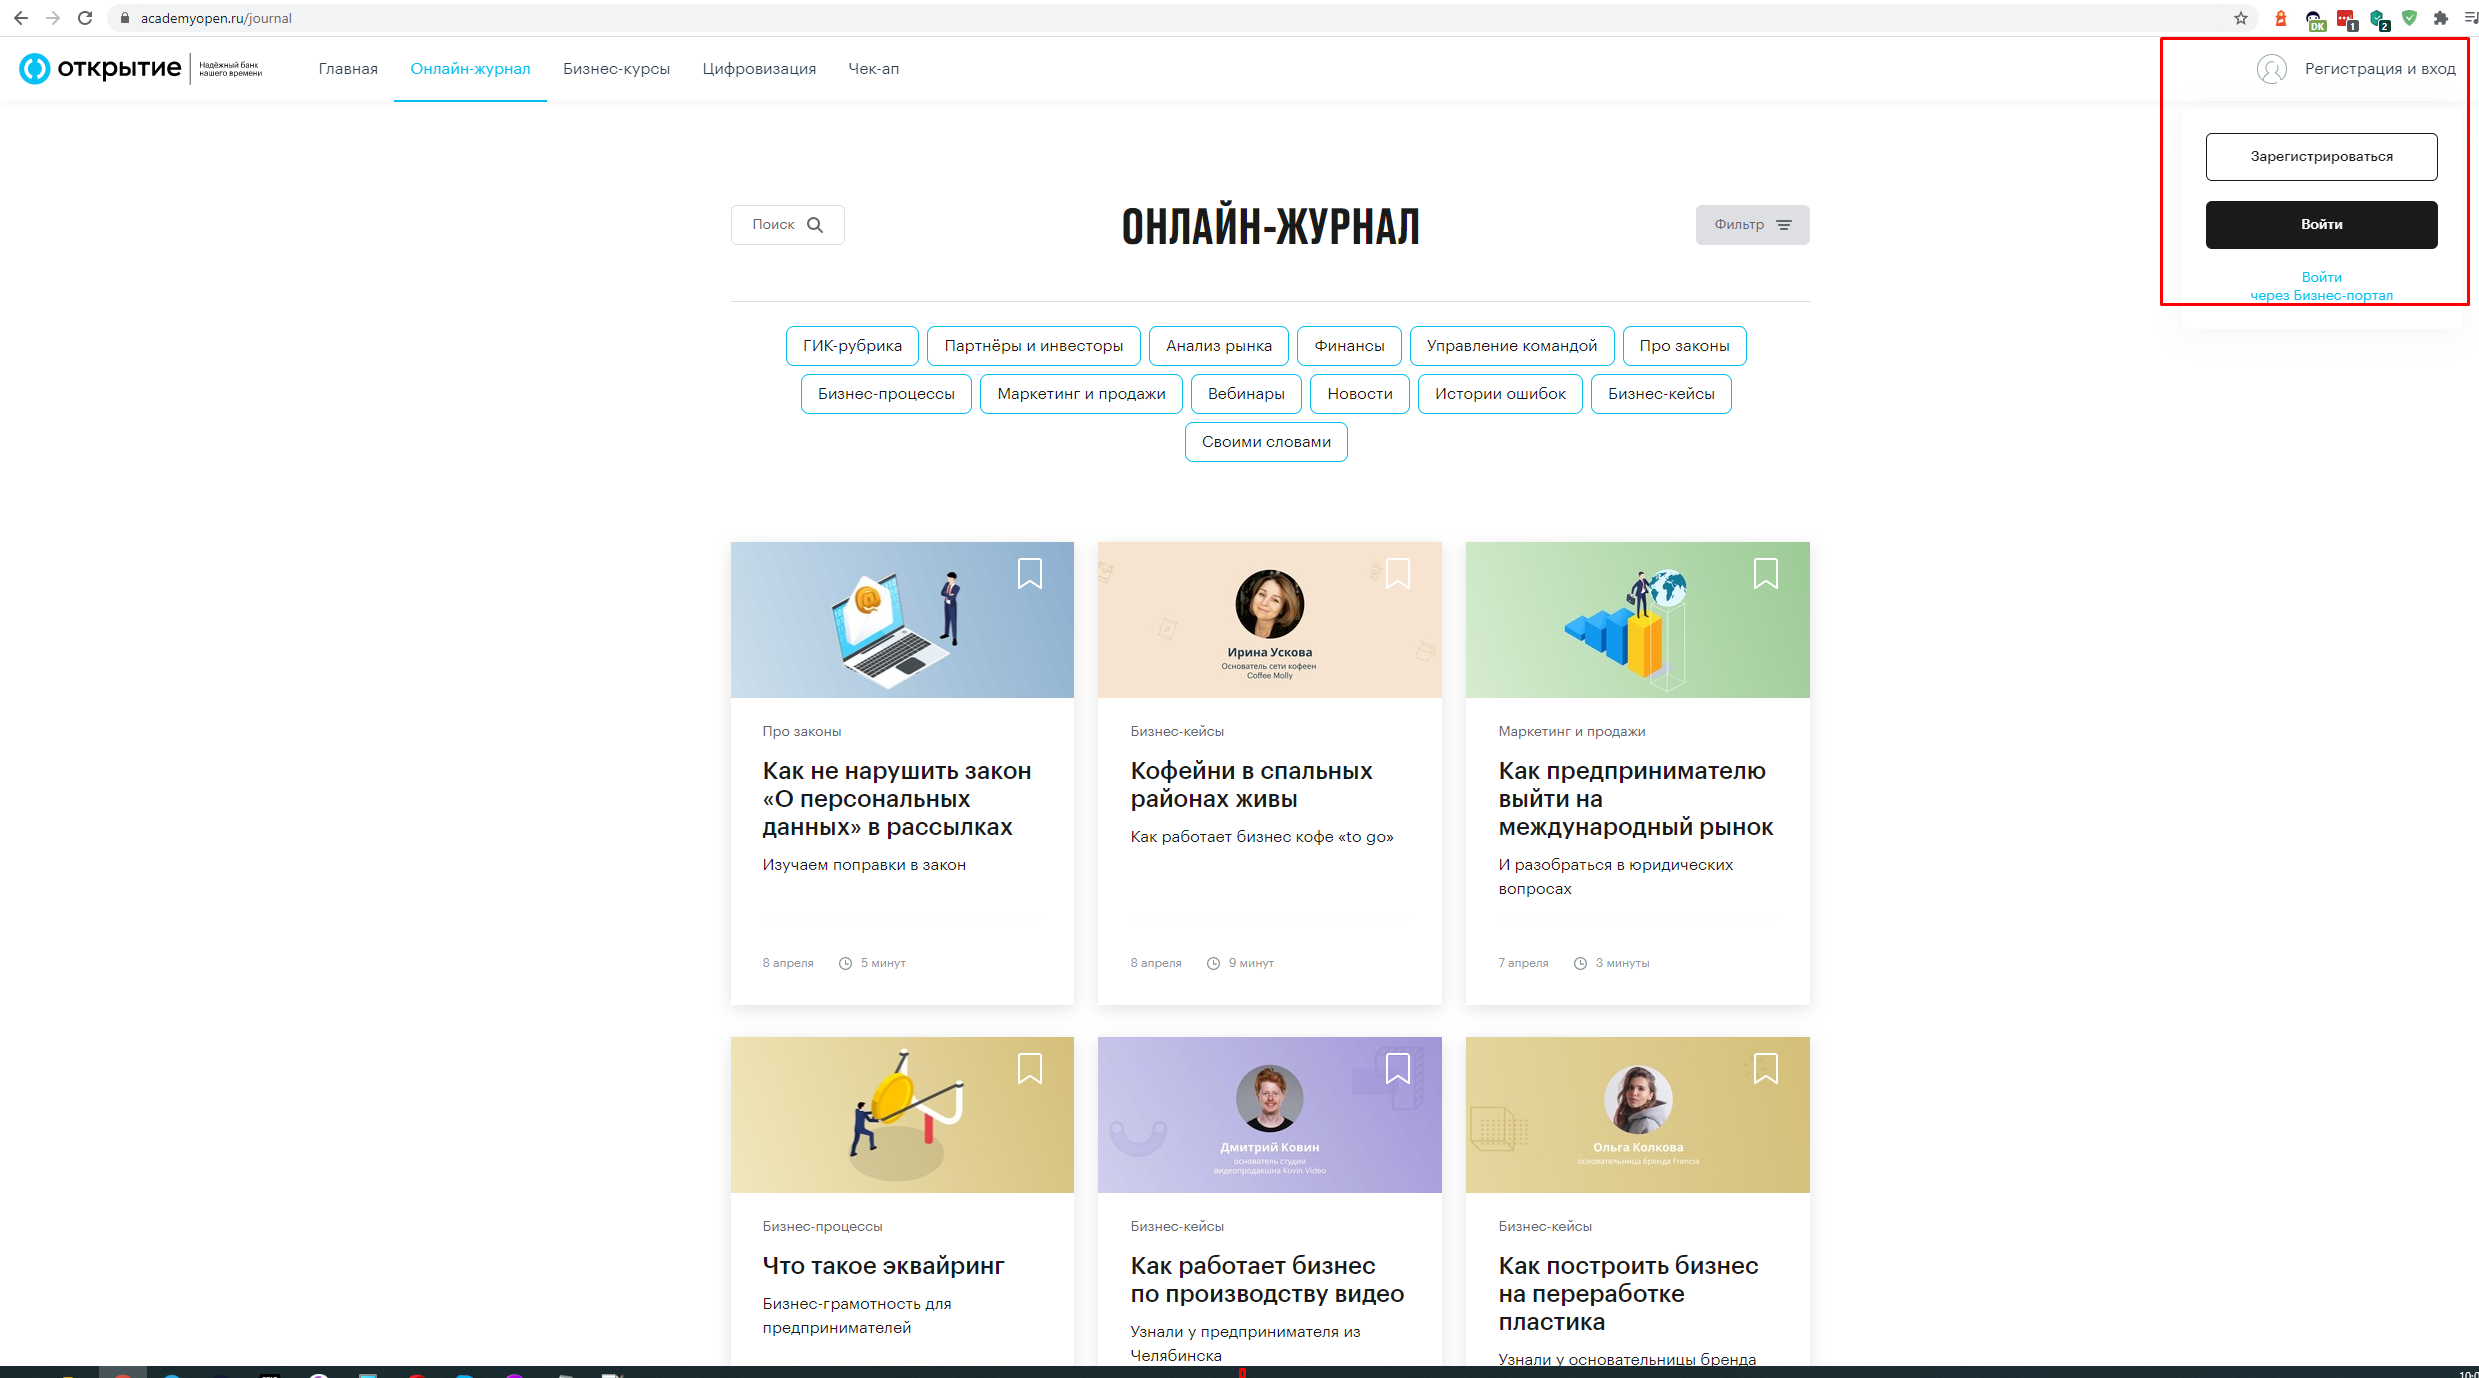 academyopen.ru/journal
DK
1
2
открытие
Надёжный банк
нашего времени
Главная
Онлайн-журнал
Бизнес-курсы
Цифровизация
Чек-ап
Регистрация и вход
Зарегистрироваться
Войти
Войти
через Бизнес-портал
Поиск
ОНЛАЙН-ЖУРНАЛ
Фильтр
ГИК-рубрика
Партнёры и инвесторы
Анализ рынка
Финансы
Управление командой
Про законы
Бизнес-процессы
Маркетинг и продажи
Вебинары
Новости
Истории ошибок
Бизнес-кейсы
Своими словами
Про законы
Как не нарушить закон
«О персональных
данных» в рассылках
Изучаем поправки в закон
8 апреля
5 минут
Ирина Ускова
Основатель сети кофеен
Coffee Molly
Бизнес-кейсы
Кофейни в спальных
районах живы
Как работает бизнес кофе «to go»
8 апреля
9 минут
Маркетинг и продажи
Как предпринимателю
выйти на
международный рынок
И разобраться в юридических
вопросах
7 апреля
3 минуты
Бизнес-процессы
Что такое эквайринг
Бизнес-грамотность для
предпринимателей
Дмитрий Ковин
основатель студии
видеопродакшна Kovin Video
Бизнес-кейсы
Как работает бизнес
по производству видео
Узнали у предпринимателя из
Челябинска
Ольга Колкова
основательница бренда Frencia
Бизнес-кейсы
Как построить бизнес
на переработке
пластика
Узнали у основательницы бренда